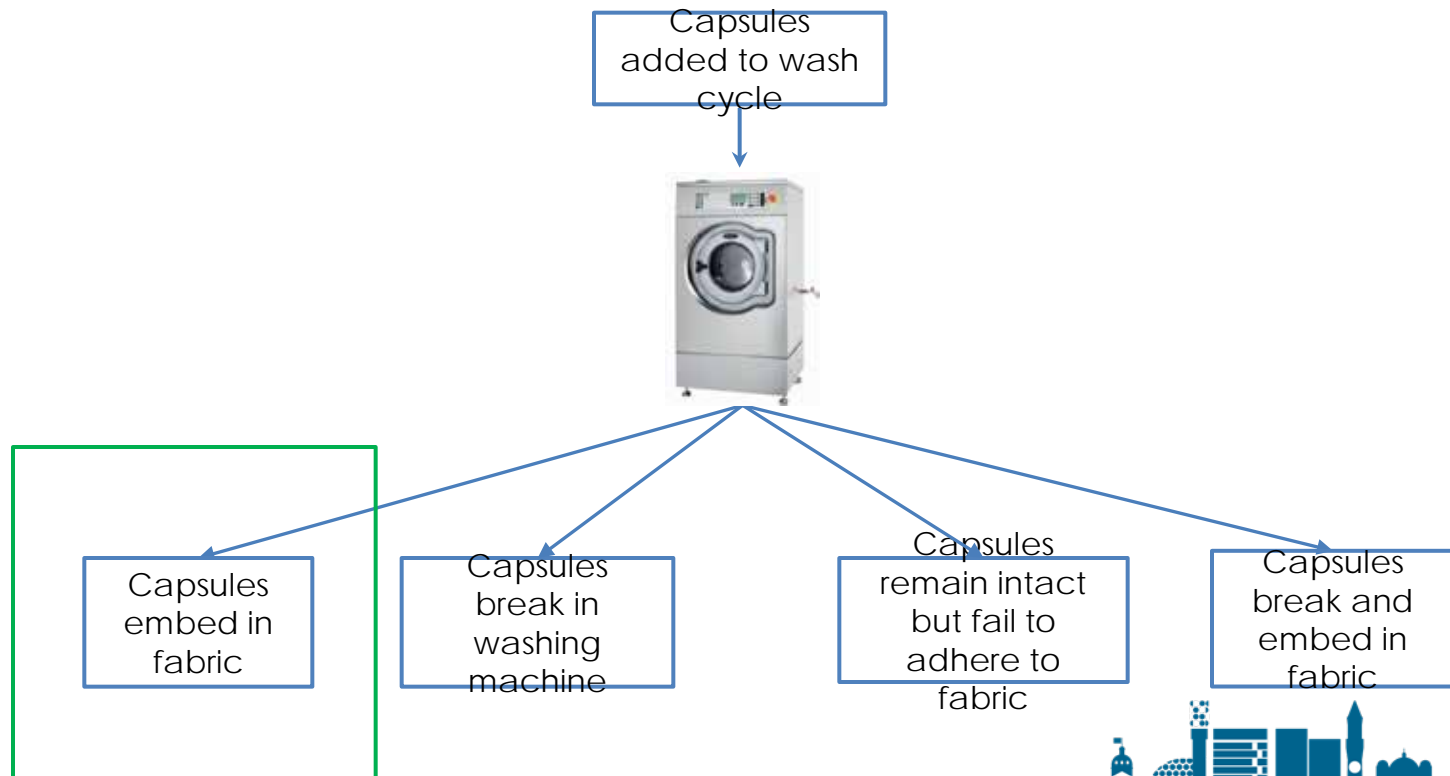 Capsules
added to wash
cycle
Capsules
embed in
fabric
Capsules
break in
washing
machine
Capsules
remain intact
but fail to
adhere to
fabric
Capsules
break and
embed in
fabric